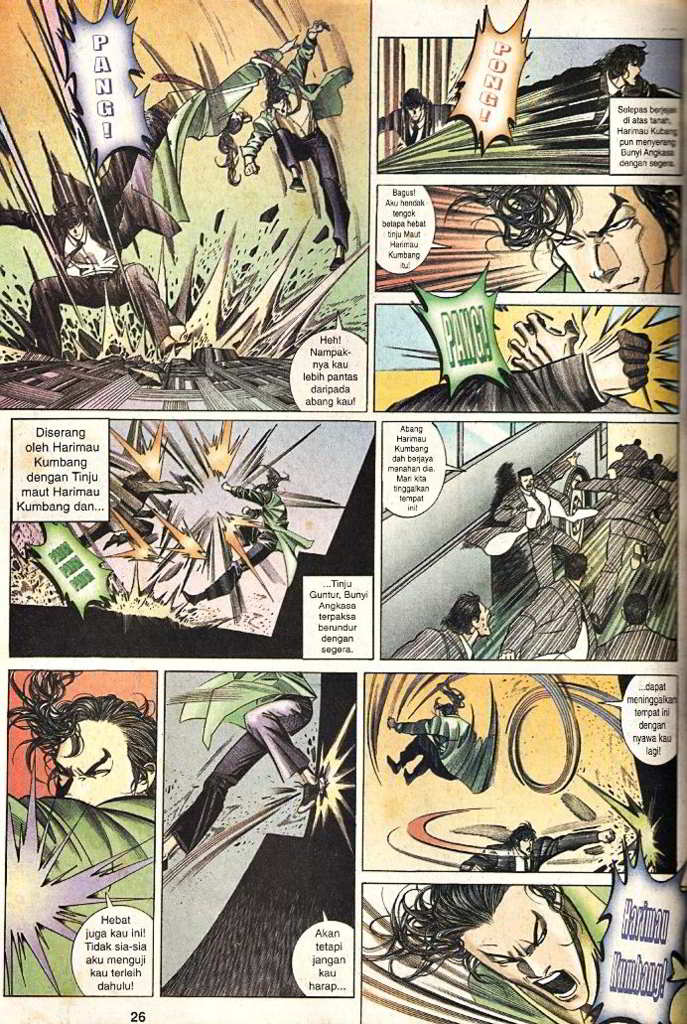 PANG!
Heh!
Nampak-
nya kau
lebih pantas
daripada
abang kau!
PONG!
Selepas berjejak
di atas tanah,
Harimau Kubang
pun menyerang
Bunyi Angkasa
dengan segera.
Bagus!
Aku hendak
tengok
betapa hebat
tinju Maut
Harimau
Kumbang
itu!
PANG!
Diserang
oleh Harimau
Kumbang
dengan Tinju
maut Harimau
Kumbang dan...
...Tinju
Guntur, Bunyi
Angkasa
terpaksa
berundur
dengan
segera.
Abang
Harimau
Kumbang
dah berjaya
menahan dia.
Mari kita
tinggalkan
tempat
ini!
Hebat
juga kau ini!
Tidak sia-sia
aku menguji
kau terleih
dahulu!
Akan
tetapi
jangan
kau
harap...
...dapat
meninggalkan
tempat ini
dengan
nyawa kau
lagi!
Harimau
Kumbang!
26